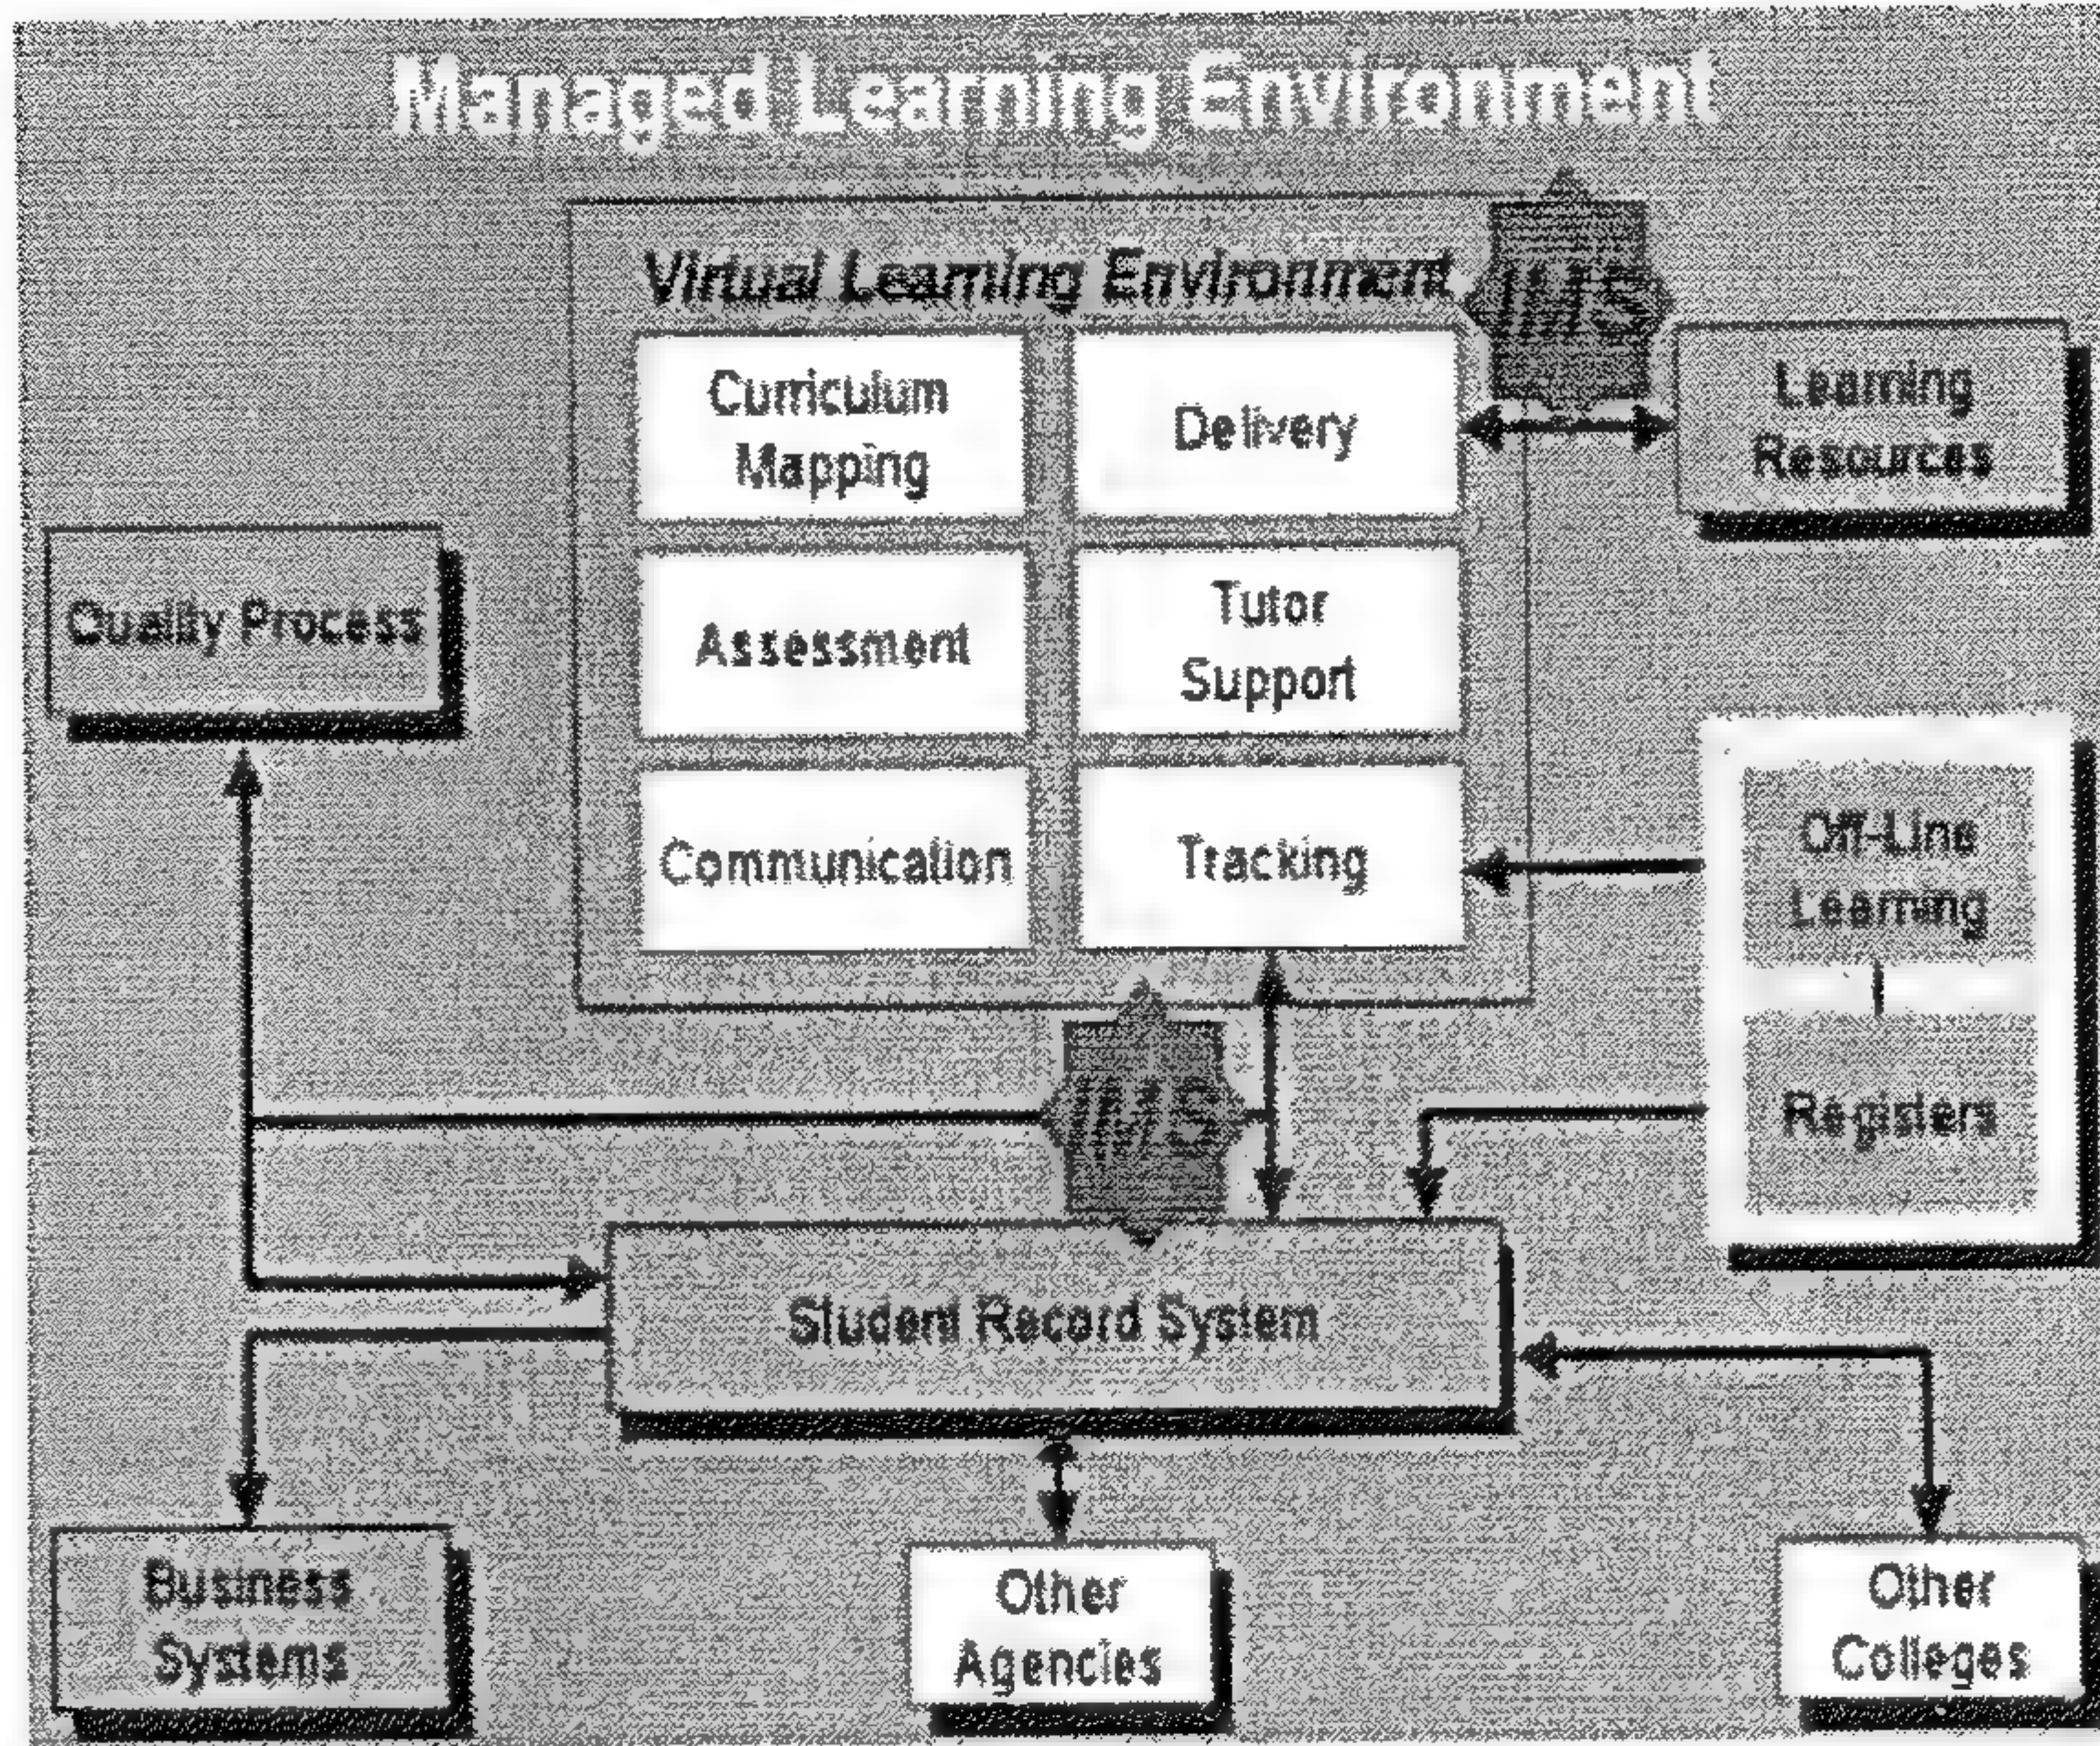 Managed Learning Environment
Virtual Learning Environment
IMS
Curriculum
Mapping
Delivery
Learning
Resources
Quality Process
Assessment
Tutor
Support
Communication
Tracking
Off-Line
Learning
IMS
Registers
Student Record System
Business
Systems
Other
Agencies
Other
Colleges